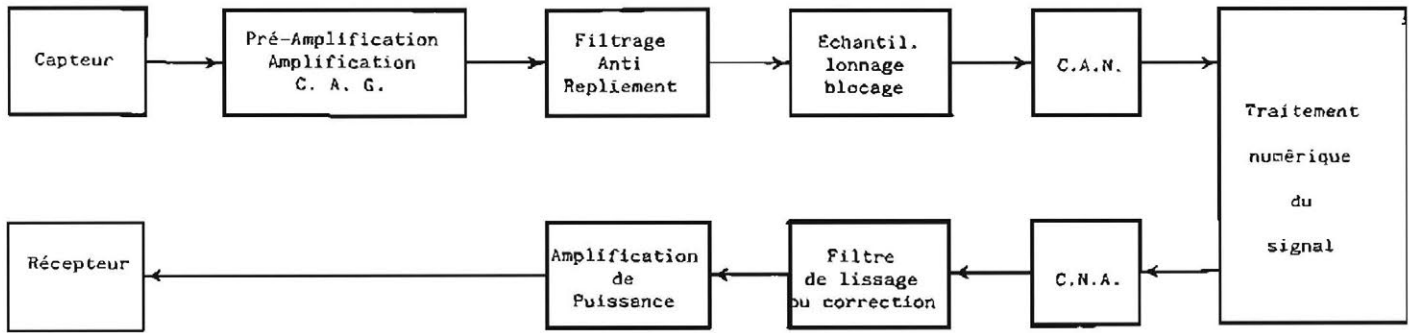 Capteur
Pré-Amplification
Amplification
C. A. G.
Filtrage
Anti
Repliement
Echantil.
lonnage
blocage
C.A.N.
Traitement
numérique
du
signal
C.N.A.
Filtre
de lissage
ou correction
Amplification
de
Puissance
Récepteur